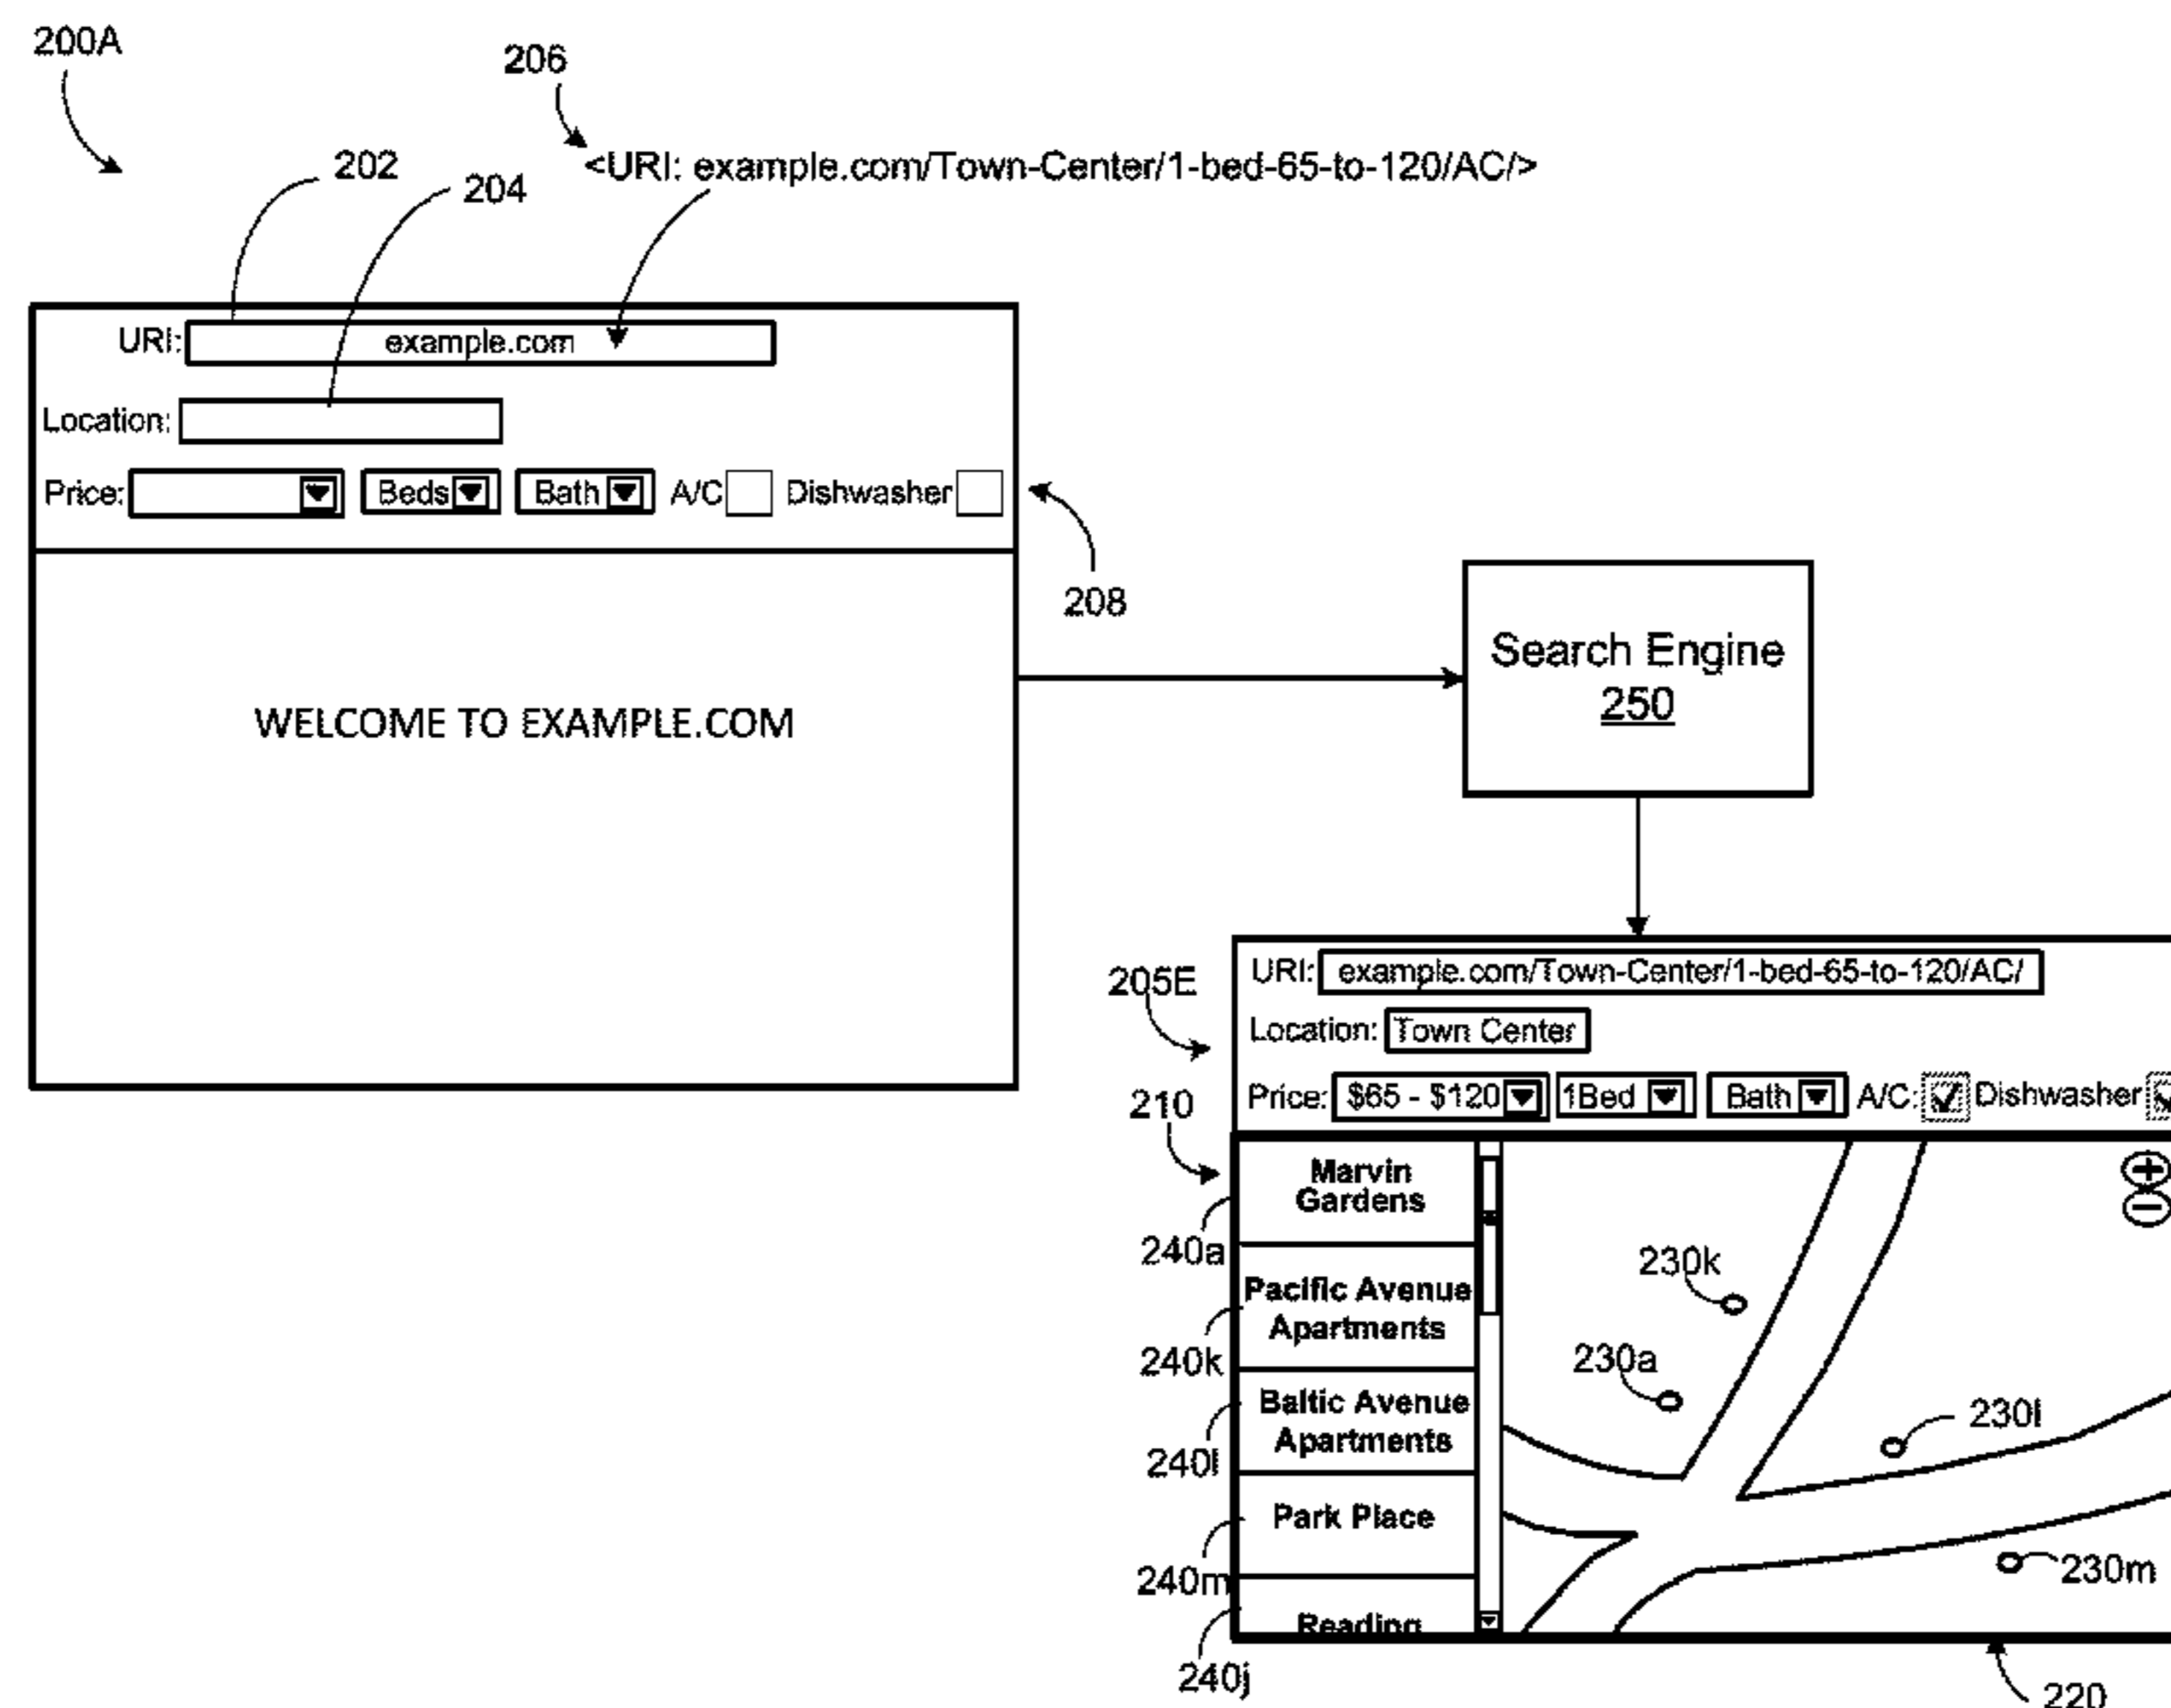 200A
206
<URI: example.com/Town-Center/1-bed-65-to-120/AC/>
202
204
URI: example.com
Location:
Price: Beds Bath A/C Dishwasher
208
WELCOME TO EXAMPLE.COM
Search Engine
250
205E
URI: example.com/Town-Center/1-bed-65-to-120/AC/
Location: Town Center
Price: $65 - $120 1Bed Bath A/C: Dishwasher
210
Marvin
Gardens
240a
Pacific Avenue
Apartments
240k
Baltic Avenue
Apartments
240l
Park Place
240m
Reading
240j
230k
230a
230l
230m
220